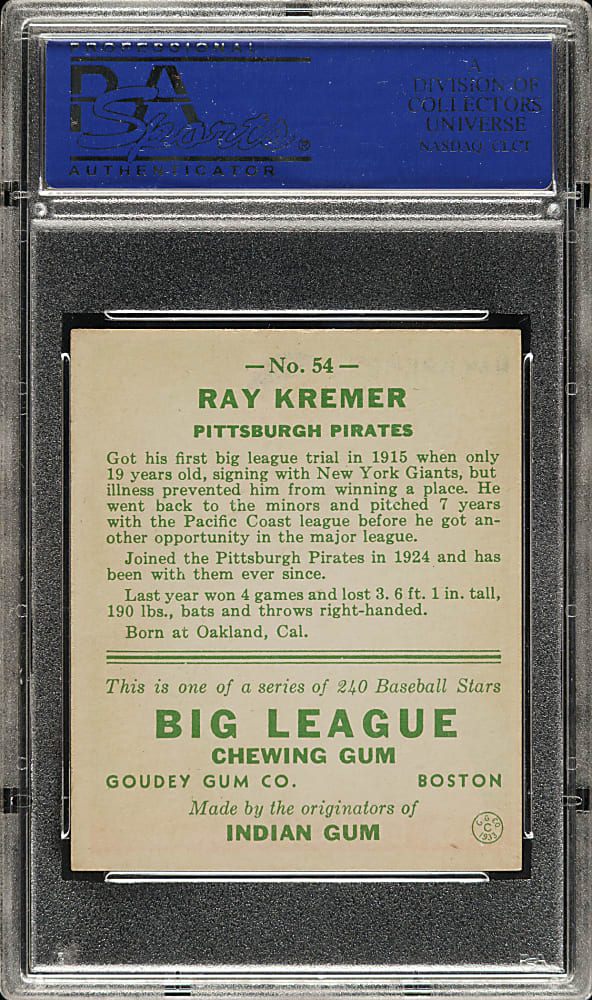 PROFESSIONAL
PSA
Sports ®
AUTHENTICATOR
A
DIVISION OF
COLLECTORS
UNIVERSE
NASDAQ: CLCT
— No. 54 —
RAY KREMER
PITTSBURGH PIRATES
Got his first big league trial in 1915 when only
19 years old, signing with New York Giants, but
illness prevented him from winning a place. He
went back to the minors and pitched 7 years
with the Pacific Coast league before he got an-
other opportunity in the major league.
Joined the Pittsburgh Pirates in 1924 and has
been with them ever since.
Last year won 4 games and lost 3. 6 ft. 1 in. tall,
190 lbs., bats and throws right-handed.
Born at Oakland, Cal.
This is one of a series of 240 Baseball Stars
BIG LEAGUE
CHEWING GUM
GOUDEY GUM CO. BOSTON
Made by the originators of
INDIAN GUM
G. G. CO.
C
1933